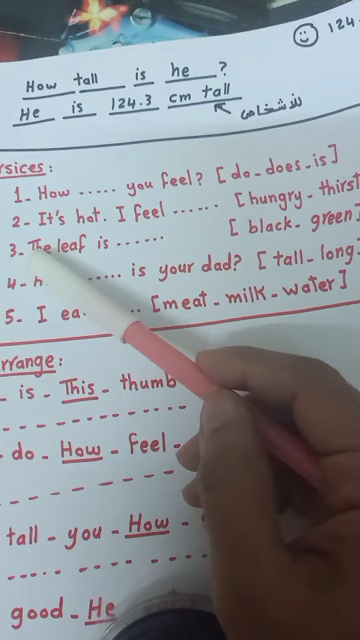 124.
How tall is he ?
He is 124.3 cm tall
للأشخاص
rsices:
1- How ..... you feel? [do-does-is]
2- It's hot. I feel ....... [hungry-thirst
3- The leaf is ...... [black-green]
4- H ..... is your dad? [tall-long-
5- I ea ... [meat-milk-water]
rrange:
- is - This - thumb
- do - How - feel -
tall - you - How -
good - He